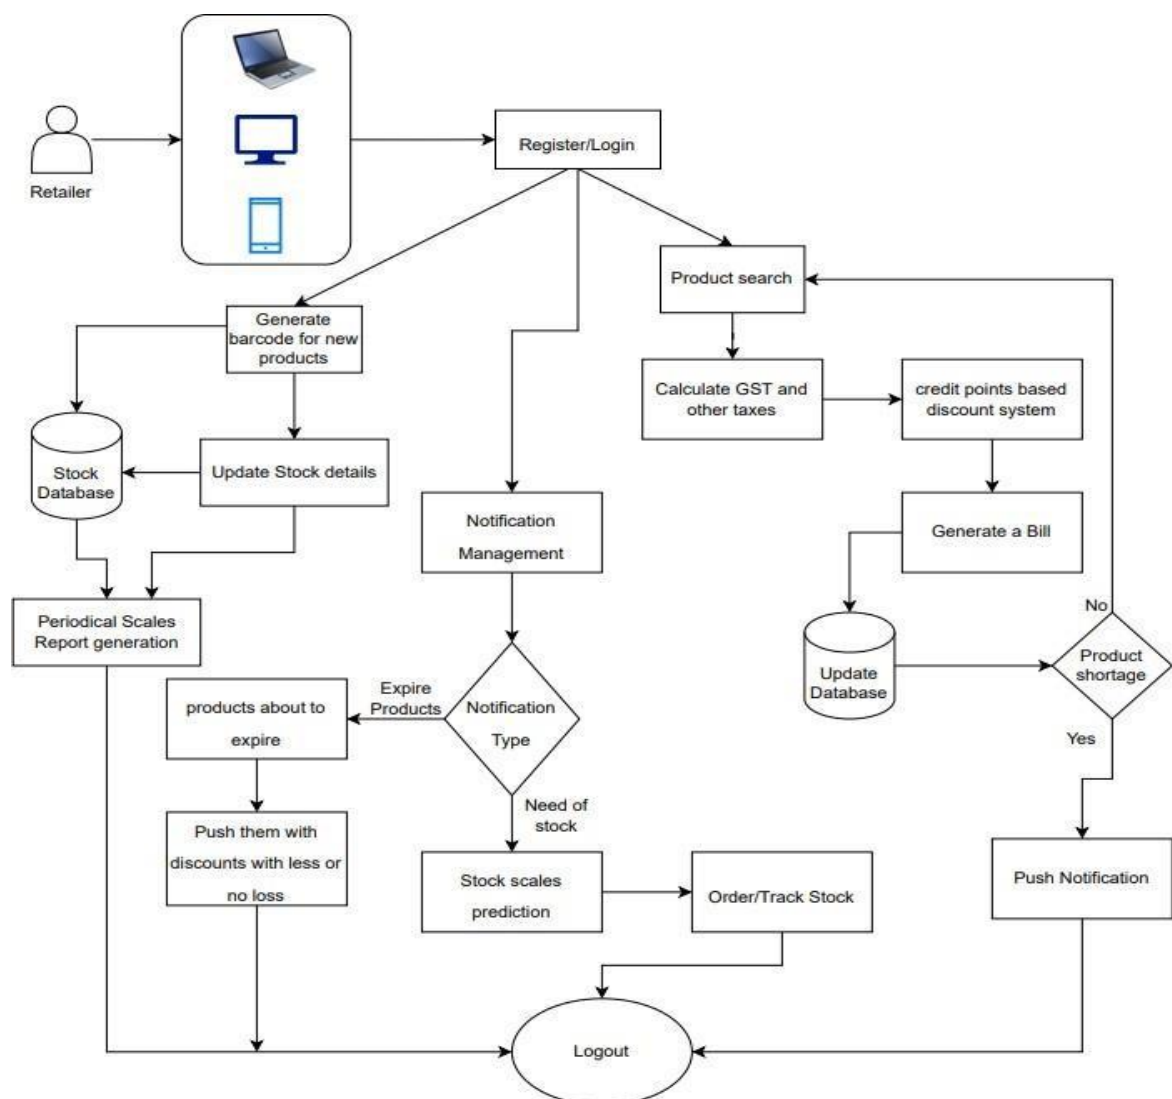 Retailer
Register/Login
Product search
Generate
barcode for new
products
Calculate GST and
other taxes
credit points based
discount system
Stock
Database
Update Stock details
Notification
Management
Generate a Bill
Periodical Scales
Report generation
Update
Database
No
Product
shortage
Yes
Expire
Products
products about to
expire
Notification
Type
Need of
stock
Push them with
discounts with less or
no loss
Stock scales
prediction
Order/Track Stock
Push Notification
Logout